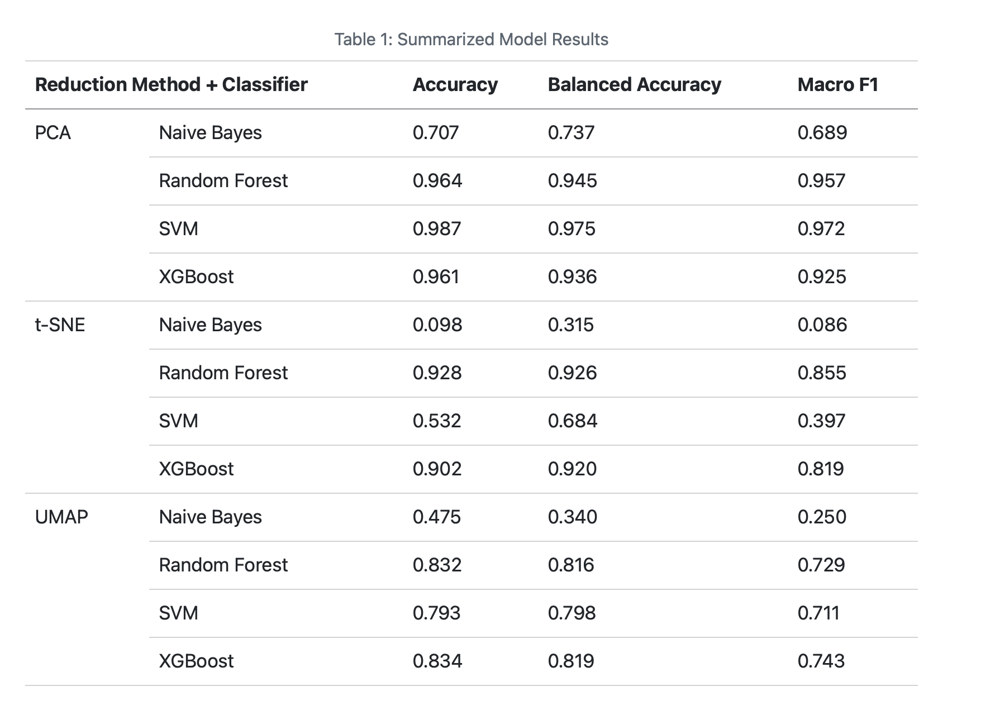 Table 1: Summarized Model Results
Reduction Method + Classifier Accuracy Balanced Accuracy Macro F1
PCA Naive Bayes 0.707 0.737 0.689
Random Forest 0.964 0.945 0.957
SVM 0.987 0.975 0.972
XGBoost 0.961 0.936 0.925
t-SNE Naive Bayes 0.098 0.315 0.086
Random Forest 0.928 0.926 0.855
SVM 0.532 0.684 0.397
XGBoost 0.902 0.920 0.819
UMAP Naive Bayes 0.475 0.340 0.250
Random Forest 0.832 0.816 0.729
SVM 0.793 0.798 0.711
XGBoost 0.834 0.819 0.743